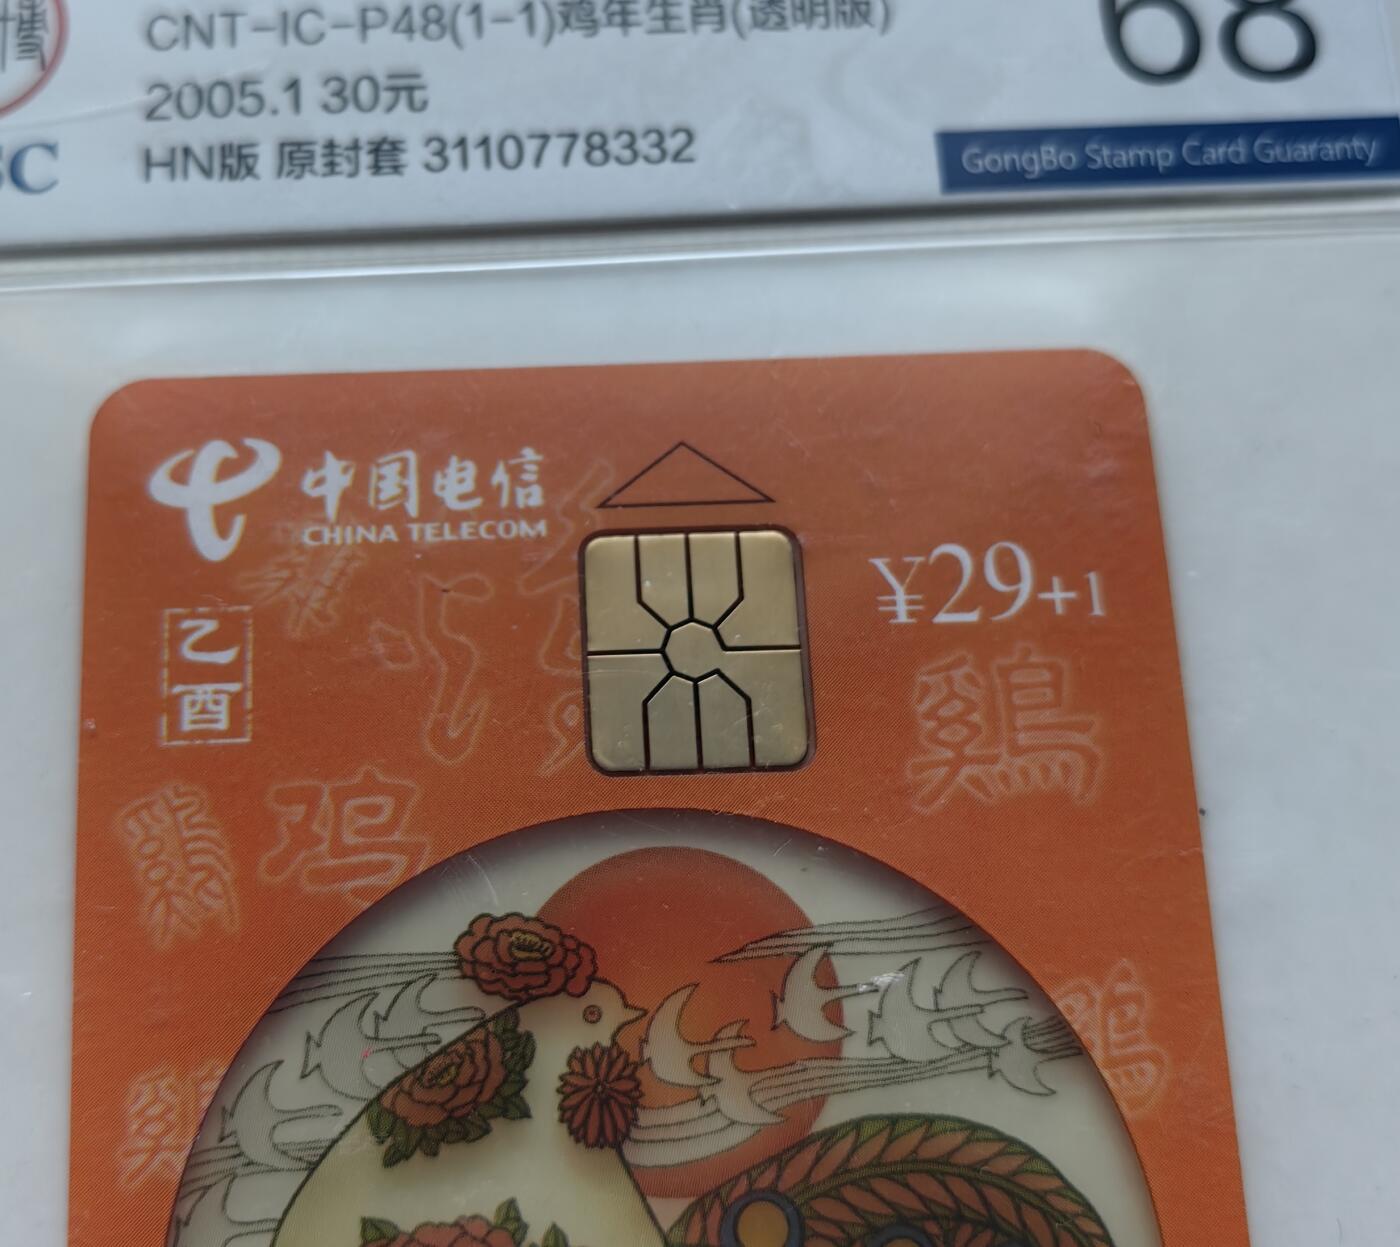 CNT-IC-P48(1-1)鸡年生肖(透明版)
68
2005.1 30元
HN版 原封套 3110778332
GongBo Stamp Card Guaranty
SC
中国电信
CHINA TELECOM
¥29+1
乙酉
鷄
鸡